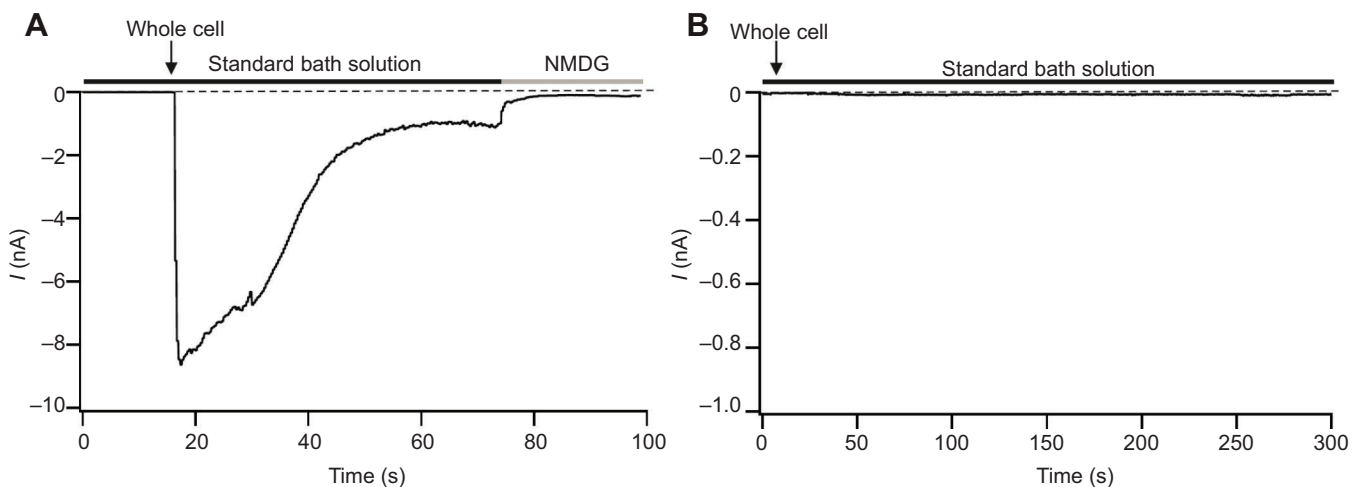 A
Whole cell
Standard bath solution
NMDG
0
–2
–4
–6
–8
–10
I (nA)
0
20
40
60
80
100
Time (s)
B
Whole cell
Standard bath solution
0
–0.2
–0.4
–0.6
–0.8
–1.0
I (nA)
0
50
100
150
200
250
300
Time (s)